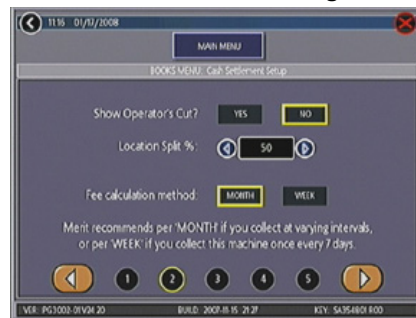 11:16 01/17/2008
MAIN MENU
BOOKS MENU: Cash Settlement Setup
Show Operator's Cut? YES NO
Location Split %: 50
Fee calculation method: MONTH WEEK
Merit recommends per 'MONTH' if you collect at varying intervals,
or per 'WEEK' if you collect this machine once every 7 days.
1 2 3 4 5
BUILD: 2007-11-15 21:27